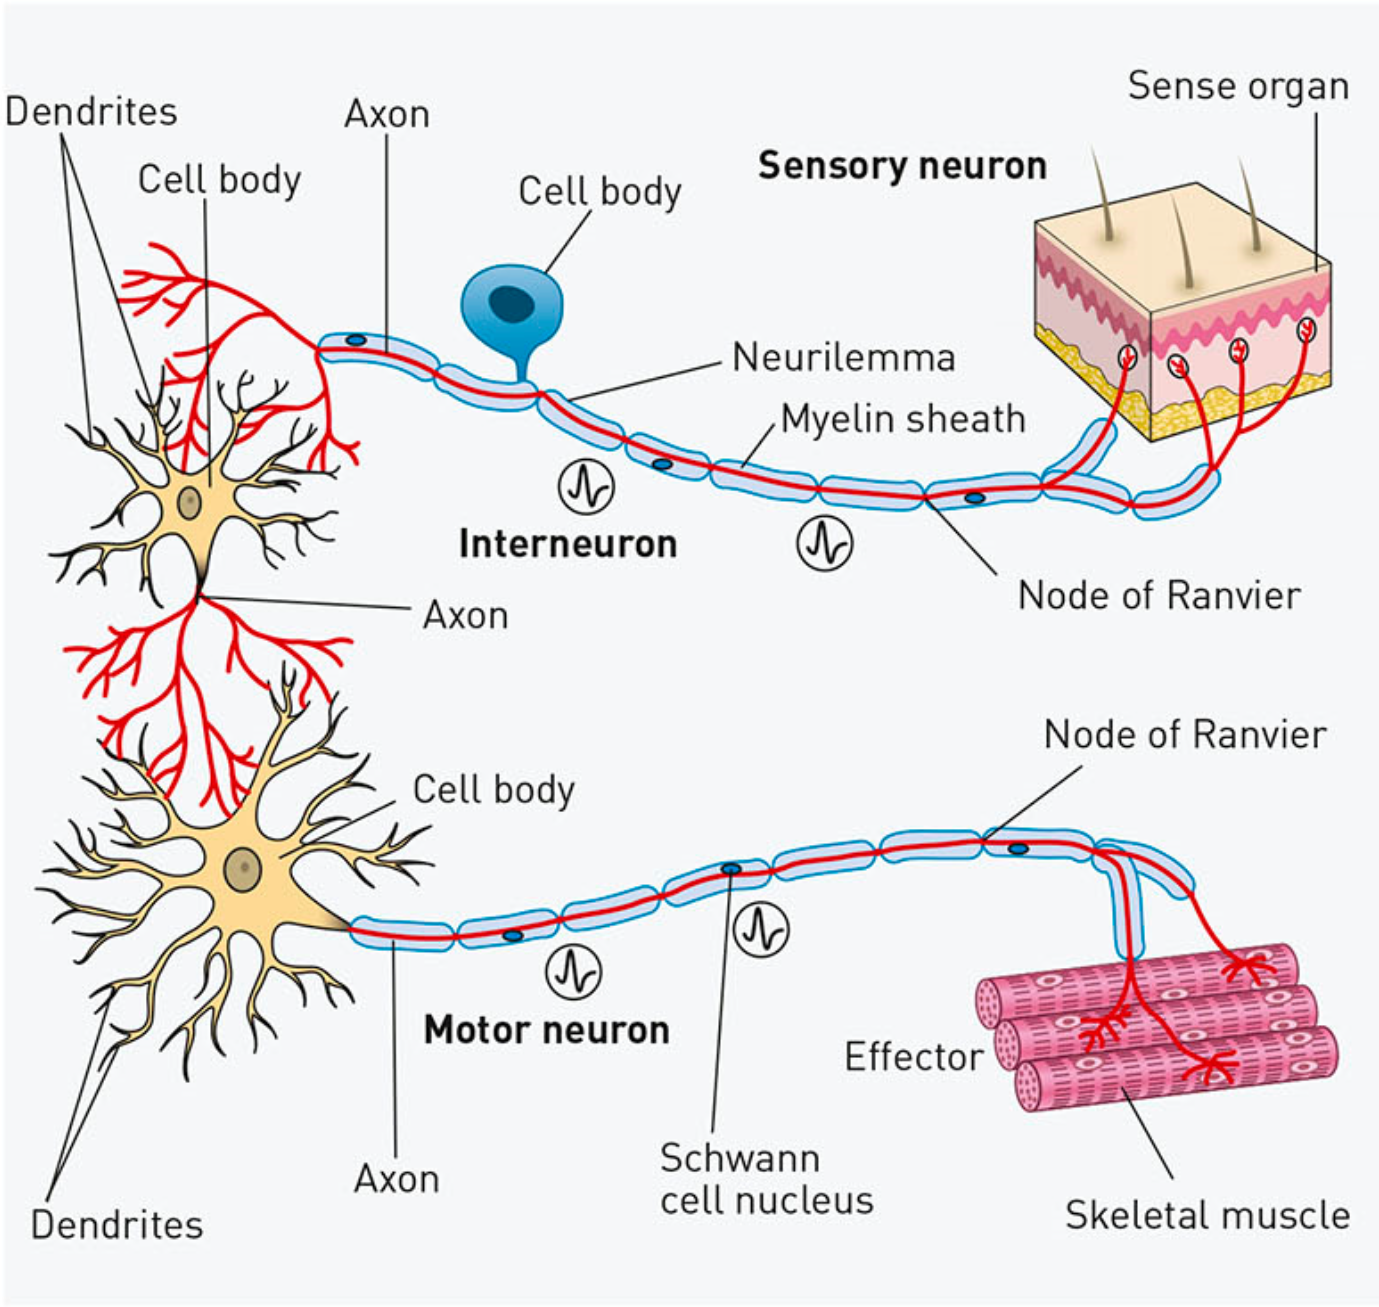 Sense organ
Dendrites
Axon
Sensory neuron
Cell body
Cell body
Neurilemma
Myelin sheath
Interneuron
Node of Ranvier
Axon
Node of Ranvier
Cell body
Motor neuron
Effector
Axon
Schwann
cell nucleus
Skeletal muscle
Dendrites